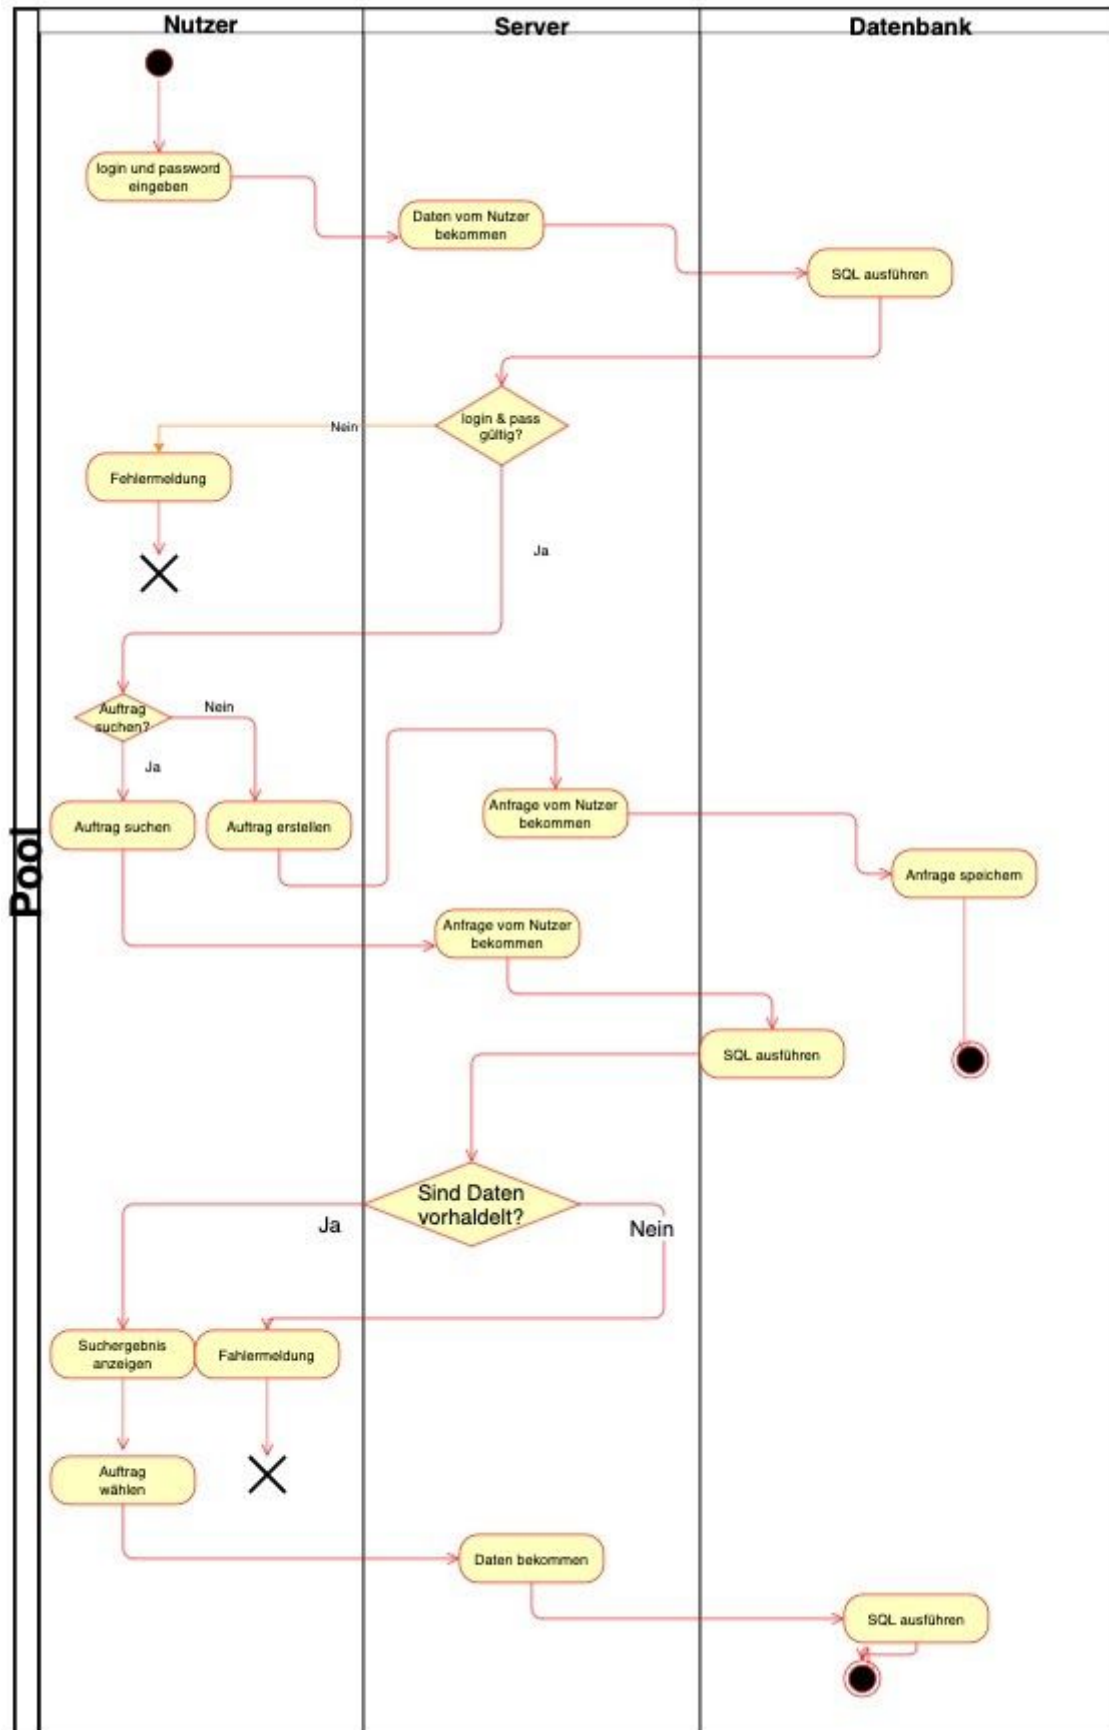 Nutzer
Server
Datenbank
login und password
eingeben
Daten vom Nutzer
bekommen
SQL ausführen
login & pass
gültig?
Nein
Fehlermeldung
Ja
Auftrag
suchen?
Nein
Ja
Auftrag suchen
Auftrag erstellen
Anfrage vom Nutzer
bekommen
Pool
Anfrage speichern
Anfrage vom Nutzer
bekommen
SQL ausführen
Sind Daten
vorhaldelt?
Ja
Nein
Suchergebnis
anzeigen
Fahlermeldung
Auftrag
wählen
Daten bekommen
SQL ausführen